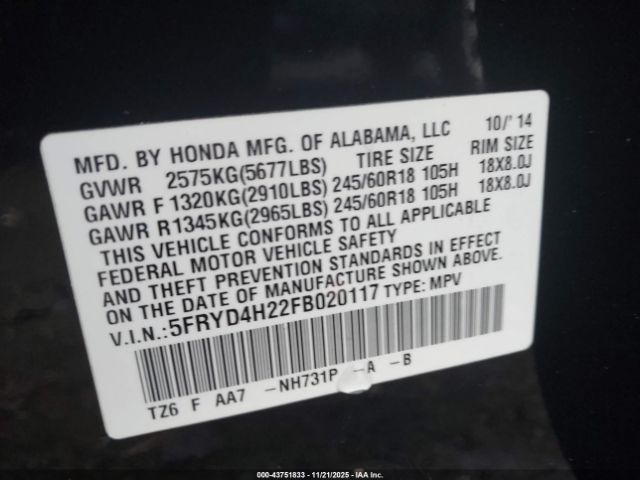 MFD. BY HONDA MFG. OF ALABAMA, LLC 10/'14
GVWR 2575KG(5677LBS) TIRE SIZE RIM SIZE
GAWR F 1320KG(2910LBS) 245/60R18 105H 18X8.0J
GAWR R 1345KG(2965LBS) 245/60R18 105H 18X8.0J
THIS VEHICLE CONFORMS TO ALL APPLICABLE
FEDERAL MOTOR VEHICLE SAFETY
AND THEFT PREVENTION STANDARDS IN EFFECT
ON THE DATE OF MANUFACTURE SHOWN ABOVE.
V.I.N.:5FRYD4H22FB020117 TYPE: MPV
TZ6 F AA7 -NH731P -A -B
000-43751833 - 11/21/2025 - IAA Inc.